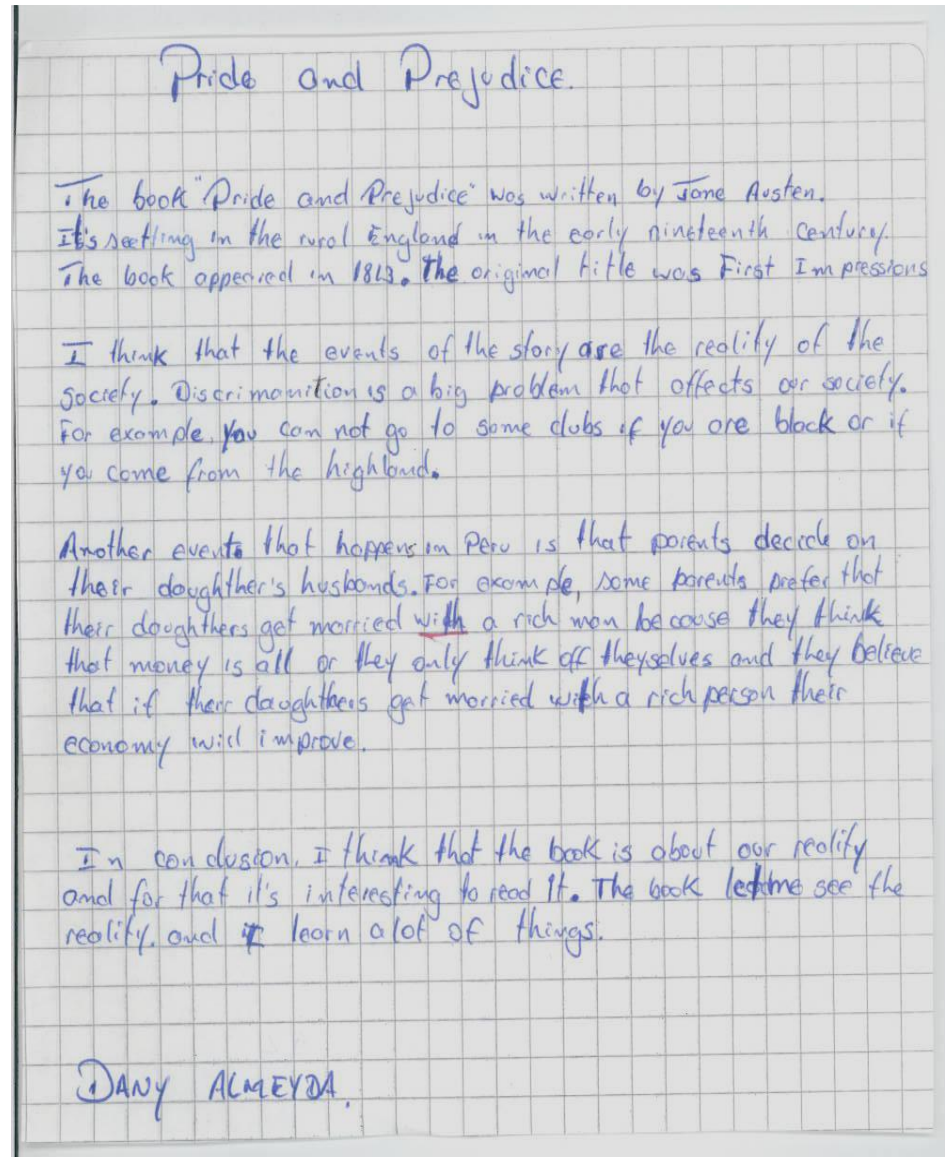 Pride and Prejudice.
The book "Pride and Prejudice" was written by Jane Austen.
It's seetling in the rural England in the early nineteenth century.
The book appeared in 1813. The original title was First Impressions
I think that the events of the story are the reality of the
society. Discrimanition is a big problem that affects our society.
For example, you can not go to some clubs if you are black or if
you come from the highland.
Another events that happens in Peru is that parents decide on
their doughther's husbands. For example, some parents prefer that
their doughthers get married with a rich man because they think
that money is all or they only think off theyselves and they believe
that if their daughthers get married with a rich person their
economy will improve.
In conclusion, I think that the book is about our reality
and for that it's interesting to read it. The book let me see the
reality. and I learn alot of things.
DANY ALMEYDA.